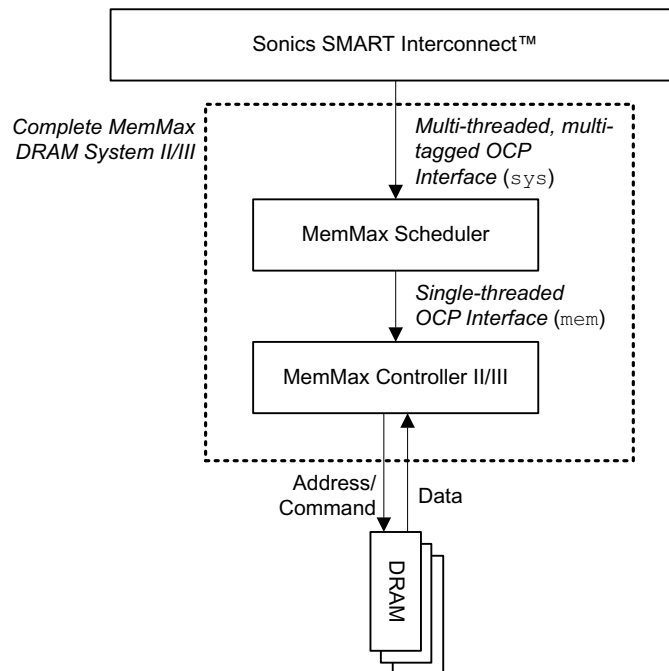 Sonics SMART Interconnect™
Complete MemMax
DRAM System II/III
Multi-threaded, multi-
tagged OCP
Interface (sys)
MemMax Scheduler
Single-threaded
OCP Interface (mem)
MemMax Controller II/III
Address/
Command
Data
DRAM